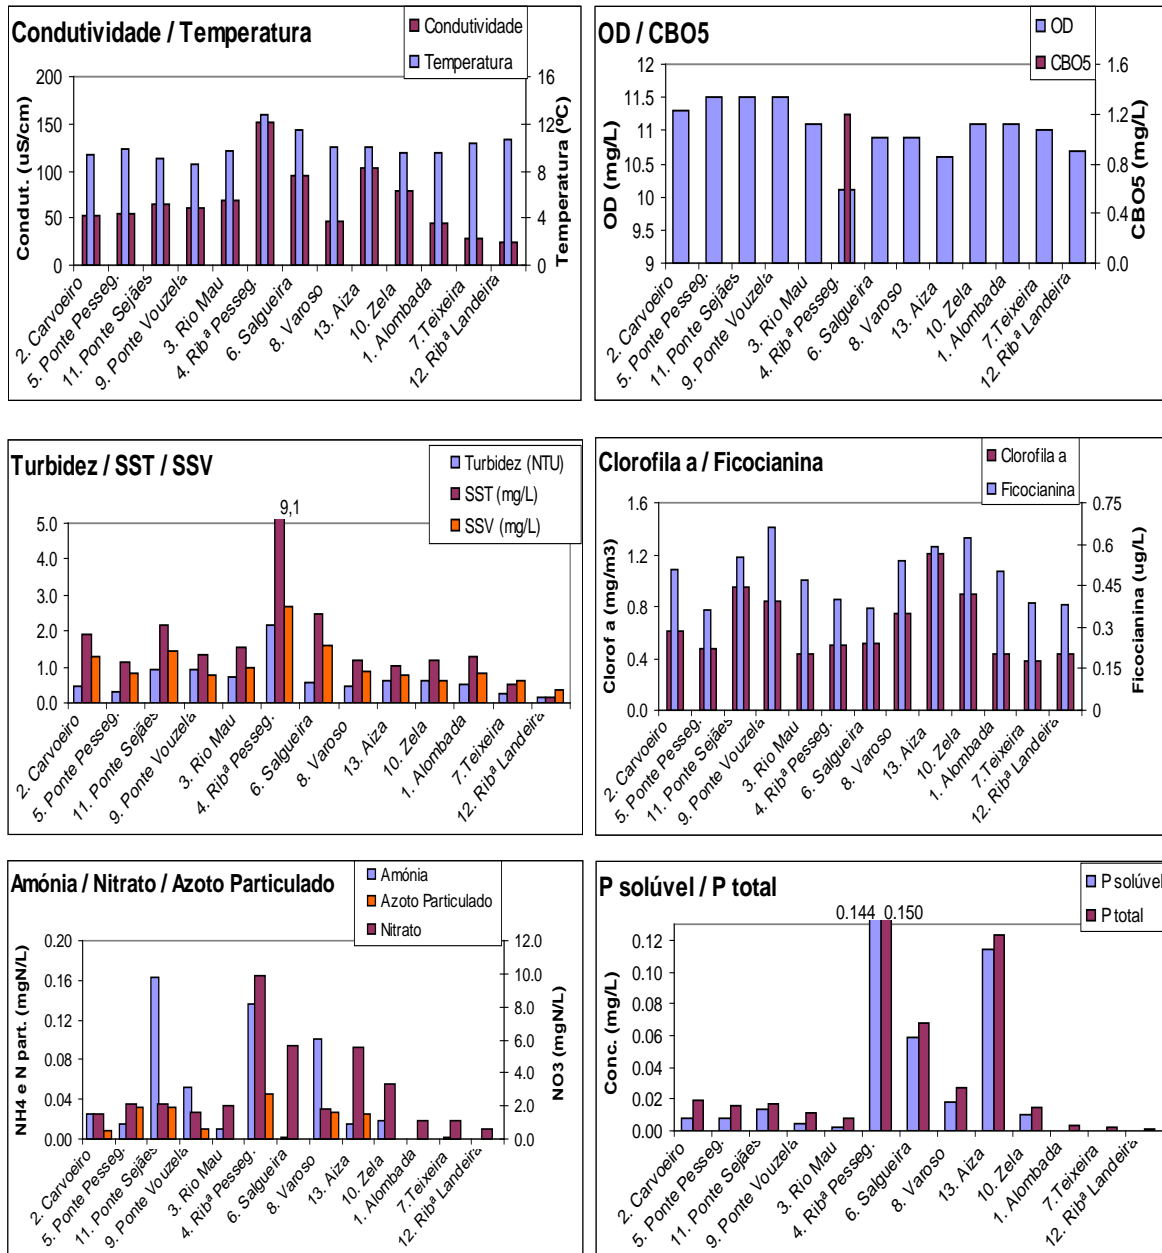 Condutividade / Temperatura
Condutividade
Temperatura
Condut. (uS/cm)
200
150
100
50
0
Temperatura (ºC)
16
12
8
4
0
2. Carvoeiro
5. Ponte Pesseg.
11. Ponte Sejães
9. Ponte Vouzela
3. Rio Mau
4. Ribª Pesseg.
6. Salgueira
8. Varoso
13. Aiza
10. Zela
1. Alombada
7.Teixeira
12. Ribª Landeira
OD / CBO5
OD
CBO5
OD (mg/L)
12
11.5
11
10.5
10
9.5
9
CBO5 (mg/L)
1.6
1.2
0.8
0.4
0.0
2. Carvoeiro
5. Ponte Pesseg.
11. Ponte Sejães
9. Ponte Vouzela
3. Rio Mau
4. Ribª Pesseg.
6. Salgueira
8. Varoso
13. Aiza
10. Zela
1. Alombada
7.Teixeira
12. Ribª Landeira
Turbidez / SST / SSV
Turbidez (NTU)
SST (mg/L)
SSV (mg/L)
9,1
5.0
4.0
3.0
2.0
1.0
0.0
2. Carvoeiro
5. Ponte Pesseg.
11. Ponte Sejães
9. Ponte Vouzela
3. Rio Mau
4. Ribª Pesseg.
6. Salgueira
8. Varoso
13. Aiza
10. Zela
1. Alombada
7.Teixeira
12. Ribª Landeira
Clorofila a / Ficocianina
Clorofila a
Ficocianina
Clorof a (mg/m3)
1.6
1.2
0.8
0.4
0.0
Ficocianina (ug/L)
0.75
0.6
0.45
0.3
0.15
0
2. Carvoeiro
5. Ponte Pesseg.
11. Ponte Sejães
9. Ponte Vouzela
3. Rio Mau
4. Ribª Pesseg.
6. Salgueira
8. Varoso
13. Aiza
10. Zela
1. Alombada
7.Teixeira
12. Ribª Landeira
Amónia / Nitrato / Azoto Particulado
Amónia
Azoto Particulado
Nitrato
NH4 e N part. (mgN/L)
0.20
0.16
0.12
0.08
0.04
0.00
NO3 (mgN/L)
12.0
10.0
8.0
6.0
4.0
2.0
0.0
2. Carvoeiro
5. Ponte Pesseg.
11. Ponte Sejães
9. Ponte Vouzela
3. Rio Mau
4. Ribª Pesseg.
6. Salgueira
8. Varoso
13. Aiza
10. Zela
1. Alombada
7.Teixeira
12. Ribª Landeira
P solúvel / P total
P solúvel
P total
0.144 0.150
Conc. (mg/L)
0.12
0.10
0.08
0.06
0.04
0.02
0.00
2. Carvoeiro
5. Ponte Pesseg.
11. Ponte Sejães
9. Ponte Vouzela
3. Rio Mau
4. Ribª Pesseg.
6. Salgueira
8. Varoso
13. Aiza
10. Zela
1. Alombada
7.Teixeira
12. Ribª Landeira